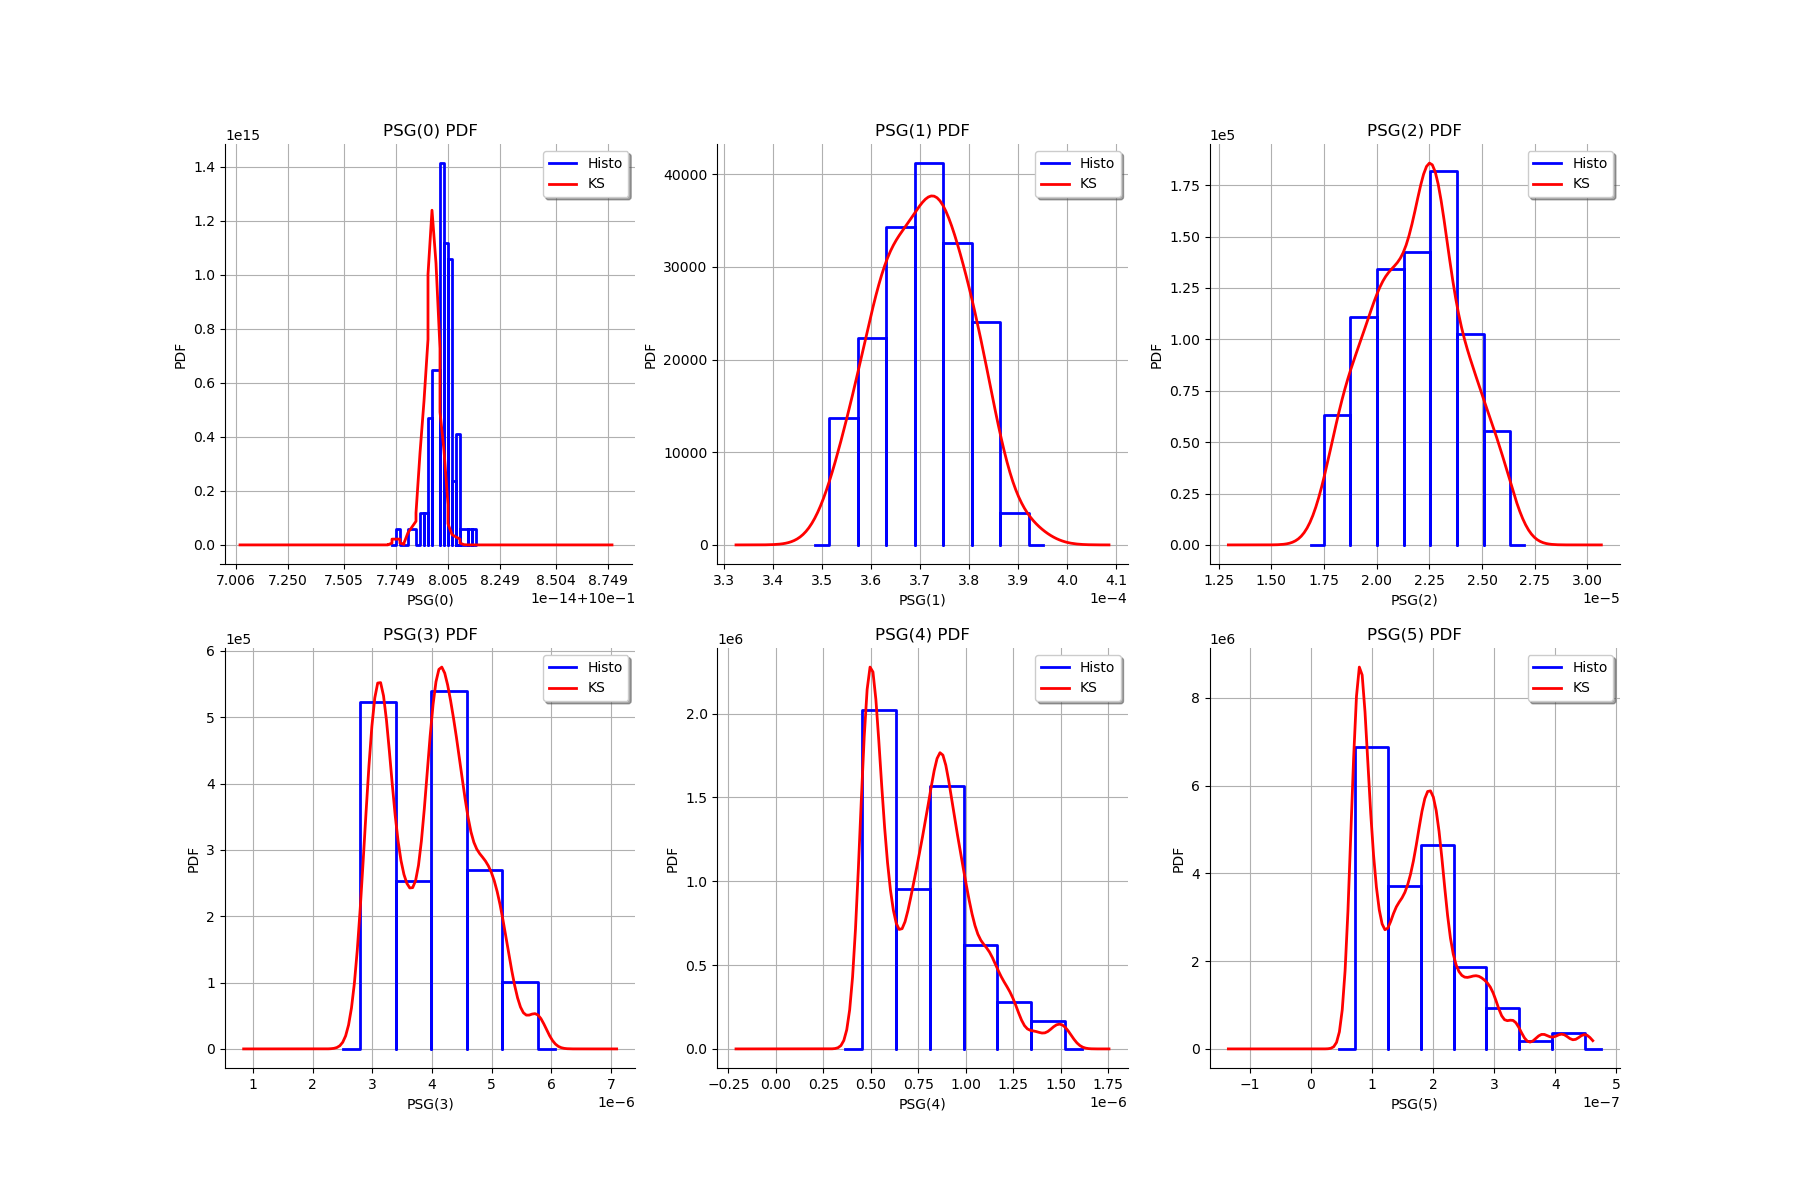 PSG(0) PDF
1e15
Histo
KS
1.4
1.2
1.0
0.8
0.6
0.4
0.2
0.0
PDF
7.006 7.250 7.505 7.7749 8.005 8.249 8.504 8.749
PSG(0)
1e−14+10e−1
PSG(1) PDF
Histo
KS
40000
30000
20000
10000
0
PDF
3.3 3.4 3.5 3.6 3.7 3.8 3.9 4.0 4.1
PSG(1)
1e−4
PSG(2) PDF
1e5
Histo
KS
1.75
1.50
1.25
1.00
0.75
0.50
0.25
0.00
PDF
1.25 1.50 1.75 2.00 2.25 2.50 2.75 3.00
PSG(2)
1e−5
PSG(3) PDF
1e5
Histo
KS
6
5
4
3
2
1
0
PDF
1 2 3 4 5 6 7
PSG(3)
1e−6
PSG(4) PDF
1e6
Histo
KS
2.0
1.5
1.0
0.5
0.0
PDF
−0.25 0.00 0.25 0.50 0.75 1.00 1.25 1.50 1.75
PSG(4)
1e−6
PSG(5) PDF
1e6
Histo
KS
8
6
4
2
0
PDF
−1 0 1 2 3 4 5
PSG(5)
1e−7